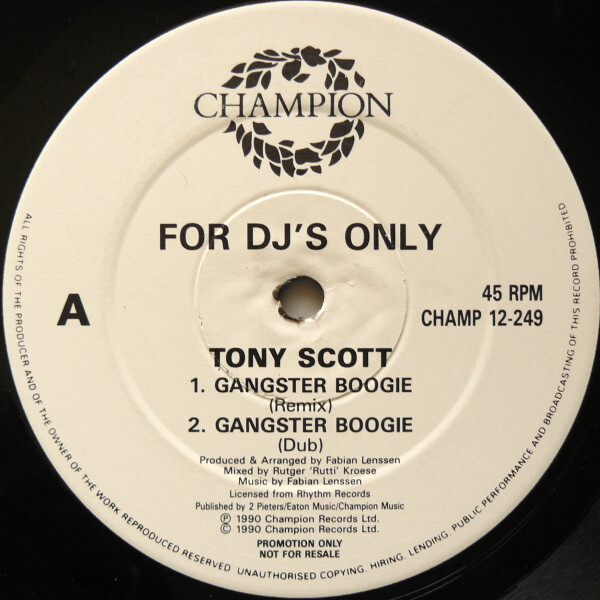 CHAMPION
FOR DJ'S ONLY
A
45 RPM
CHAMP 12-249
TONY SCOTT
1. GANGSTER BOOGIE
(Remix)
2. GANGSTER BOOGIE
(Dub)
Produced & Arranged by Fabian Lenssen
Mixed by Rutger 'Rutti' Kroese
Music by Fabian Lenssen
Licensed from Rhythm Records
Published by 2 Pieters/Eaton Music/Champion Music
Ⓟ 1990 Champion Records Ltd.
© 1990 Champion Records Ltd.
PROMOTION ONLY
NOT FOR RESALE
ALL RIGHTS OF THE PRODUCER AND OF THE OWNER OF THE WORK REPRODUCED RESERVED UNAUTHORISED COPYING, HIRING, LENDING, PUBLIC PERFORMANCE AND BROADCASTING OF THIS RECORD PROHIBITED